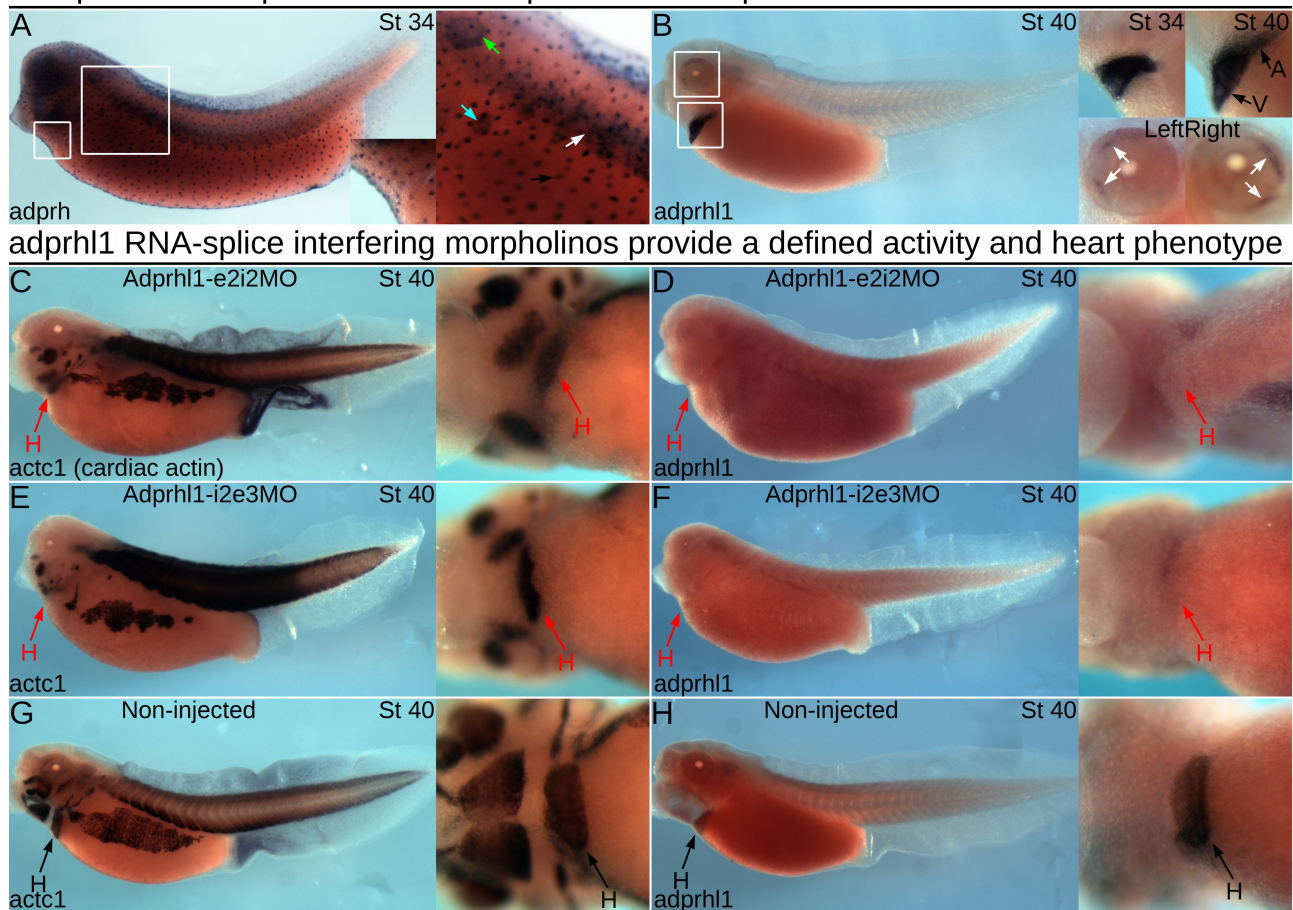 A St 34
adprh
B St 40 St 34 St 40
A
V
LeftRight
adprhl1
adprhl1 RNA-splice interfering morpholinos provide a defined activity and heart phenotype
C Adprhl1-e2i2MO St 40
H
H
actc1 (cardiac actin)
D Adprhl1-e2i2MO St 40
H
H
adprhl1
E Adprhl1-i2e3MO St 40
H
H
actc1
F Adprhl1-i2e3MO St 40
H
H
adprhl1
G Non-injected St 40
H
H
actc1
H Non-injected St 40
H
H
adprhl1